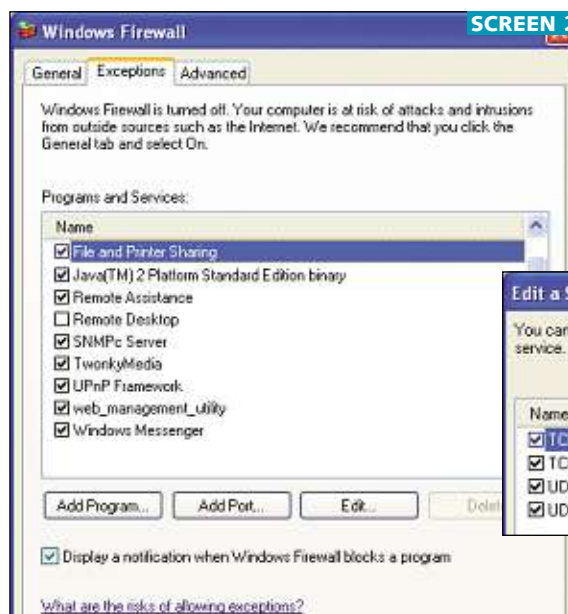 SCREEN
Windows Firewall
General Exceptions Advanced
Windows Firewall is turned off. Your computer is at risk of attacks and intrusions
from outside sources such as the Internet. We recommend that you click the
General tab and select On.
Programs and Services:
Name
File and Printer Sharing
Java(TM) 2 Platform Standard Edition binary
Remote Assistance
Remote Desktop
SNMPc Server
TwonkyMedia
UPnP Framework
web_management_utility
Windows Messenger
Add Program... Add Port... Edit...
Display a notification when Windows Firewall blocks a program
What are the risks of allowing exceptions?
Edit a
You can
service.
Name
TC
TC
UD
UD